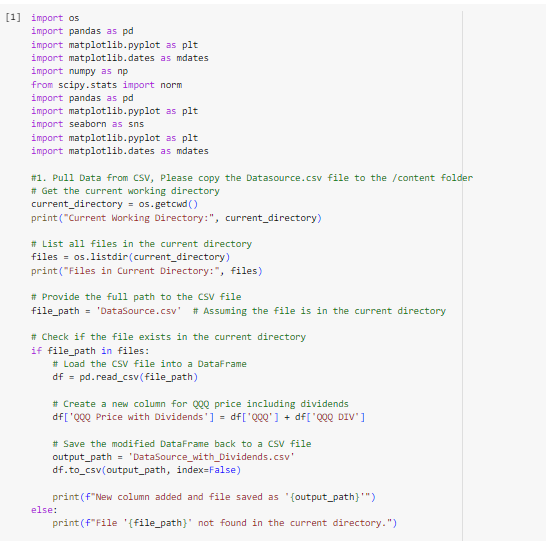 [1] import os
import pandas as pd
import matplotlib.pyplot as plt
import matplotlib.dates as mdates
import numpy as np
from scipy.stats import norm
import pandas as pd
import matplotlib.pyplot as plt
import seaborn as sns
import matplotlib.pyplot as plt
import matplotlib.dates as mdates

#1. Pull Data from CSV, Please copy the Datasource.csv file to the /content folder
# Get the current working directory
current_directory = os.getcwd()
print("Current Working Directory:", current_directory)

# List all files in the current directory
files = os.listdir(current_directory)
print("Files in Current Directory:", files)

# Provide the full path to the CSV file
file_path = 'DataSource.csv'  # Assuming the file is in the current directory

# Check if the file exists in the current directory
if file_path in files:
    # Load the CSV file into a DataFrame
    df = pd.read_csv(file_path)

    # Create a new column for QQQ price including dividends
    df['QQQ Price with Dividends'] = df['QQQ'] + df['QQQ DIV']

    # Save the modified DataFrame back to a CSV file
    output_path = 'DataSource_with_Dividends.csv'
    df.to_csv(output_path, index=False)

    print(f"New column added and file saved as '{output_path}'")
else:
    print(f"File '{file_path}' not found in the current directory.")